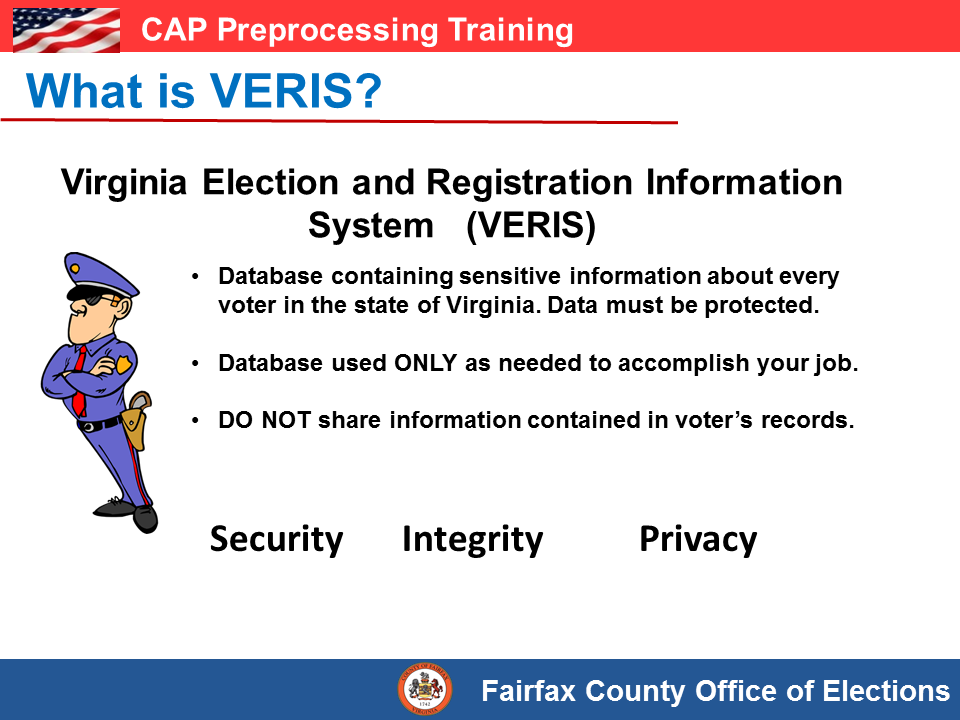 CAP Preprocessing Training
What is VERIS?
Virginia Election and Registration Information
System (VERIS)
• Database containing sensitive information about every
voter in the state of Virginia. Data must be protected.
• Database used ONLY as needed to accomplish your job.
• DO NOT share information contained in voter’s records.
Security Integrity Privacy
COUNTY OF FAIRFAX
1742
VIRGINIA
Fairfax County Office of Elections